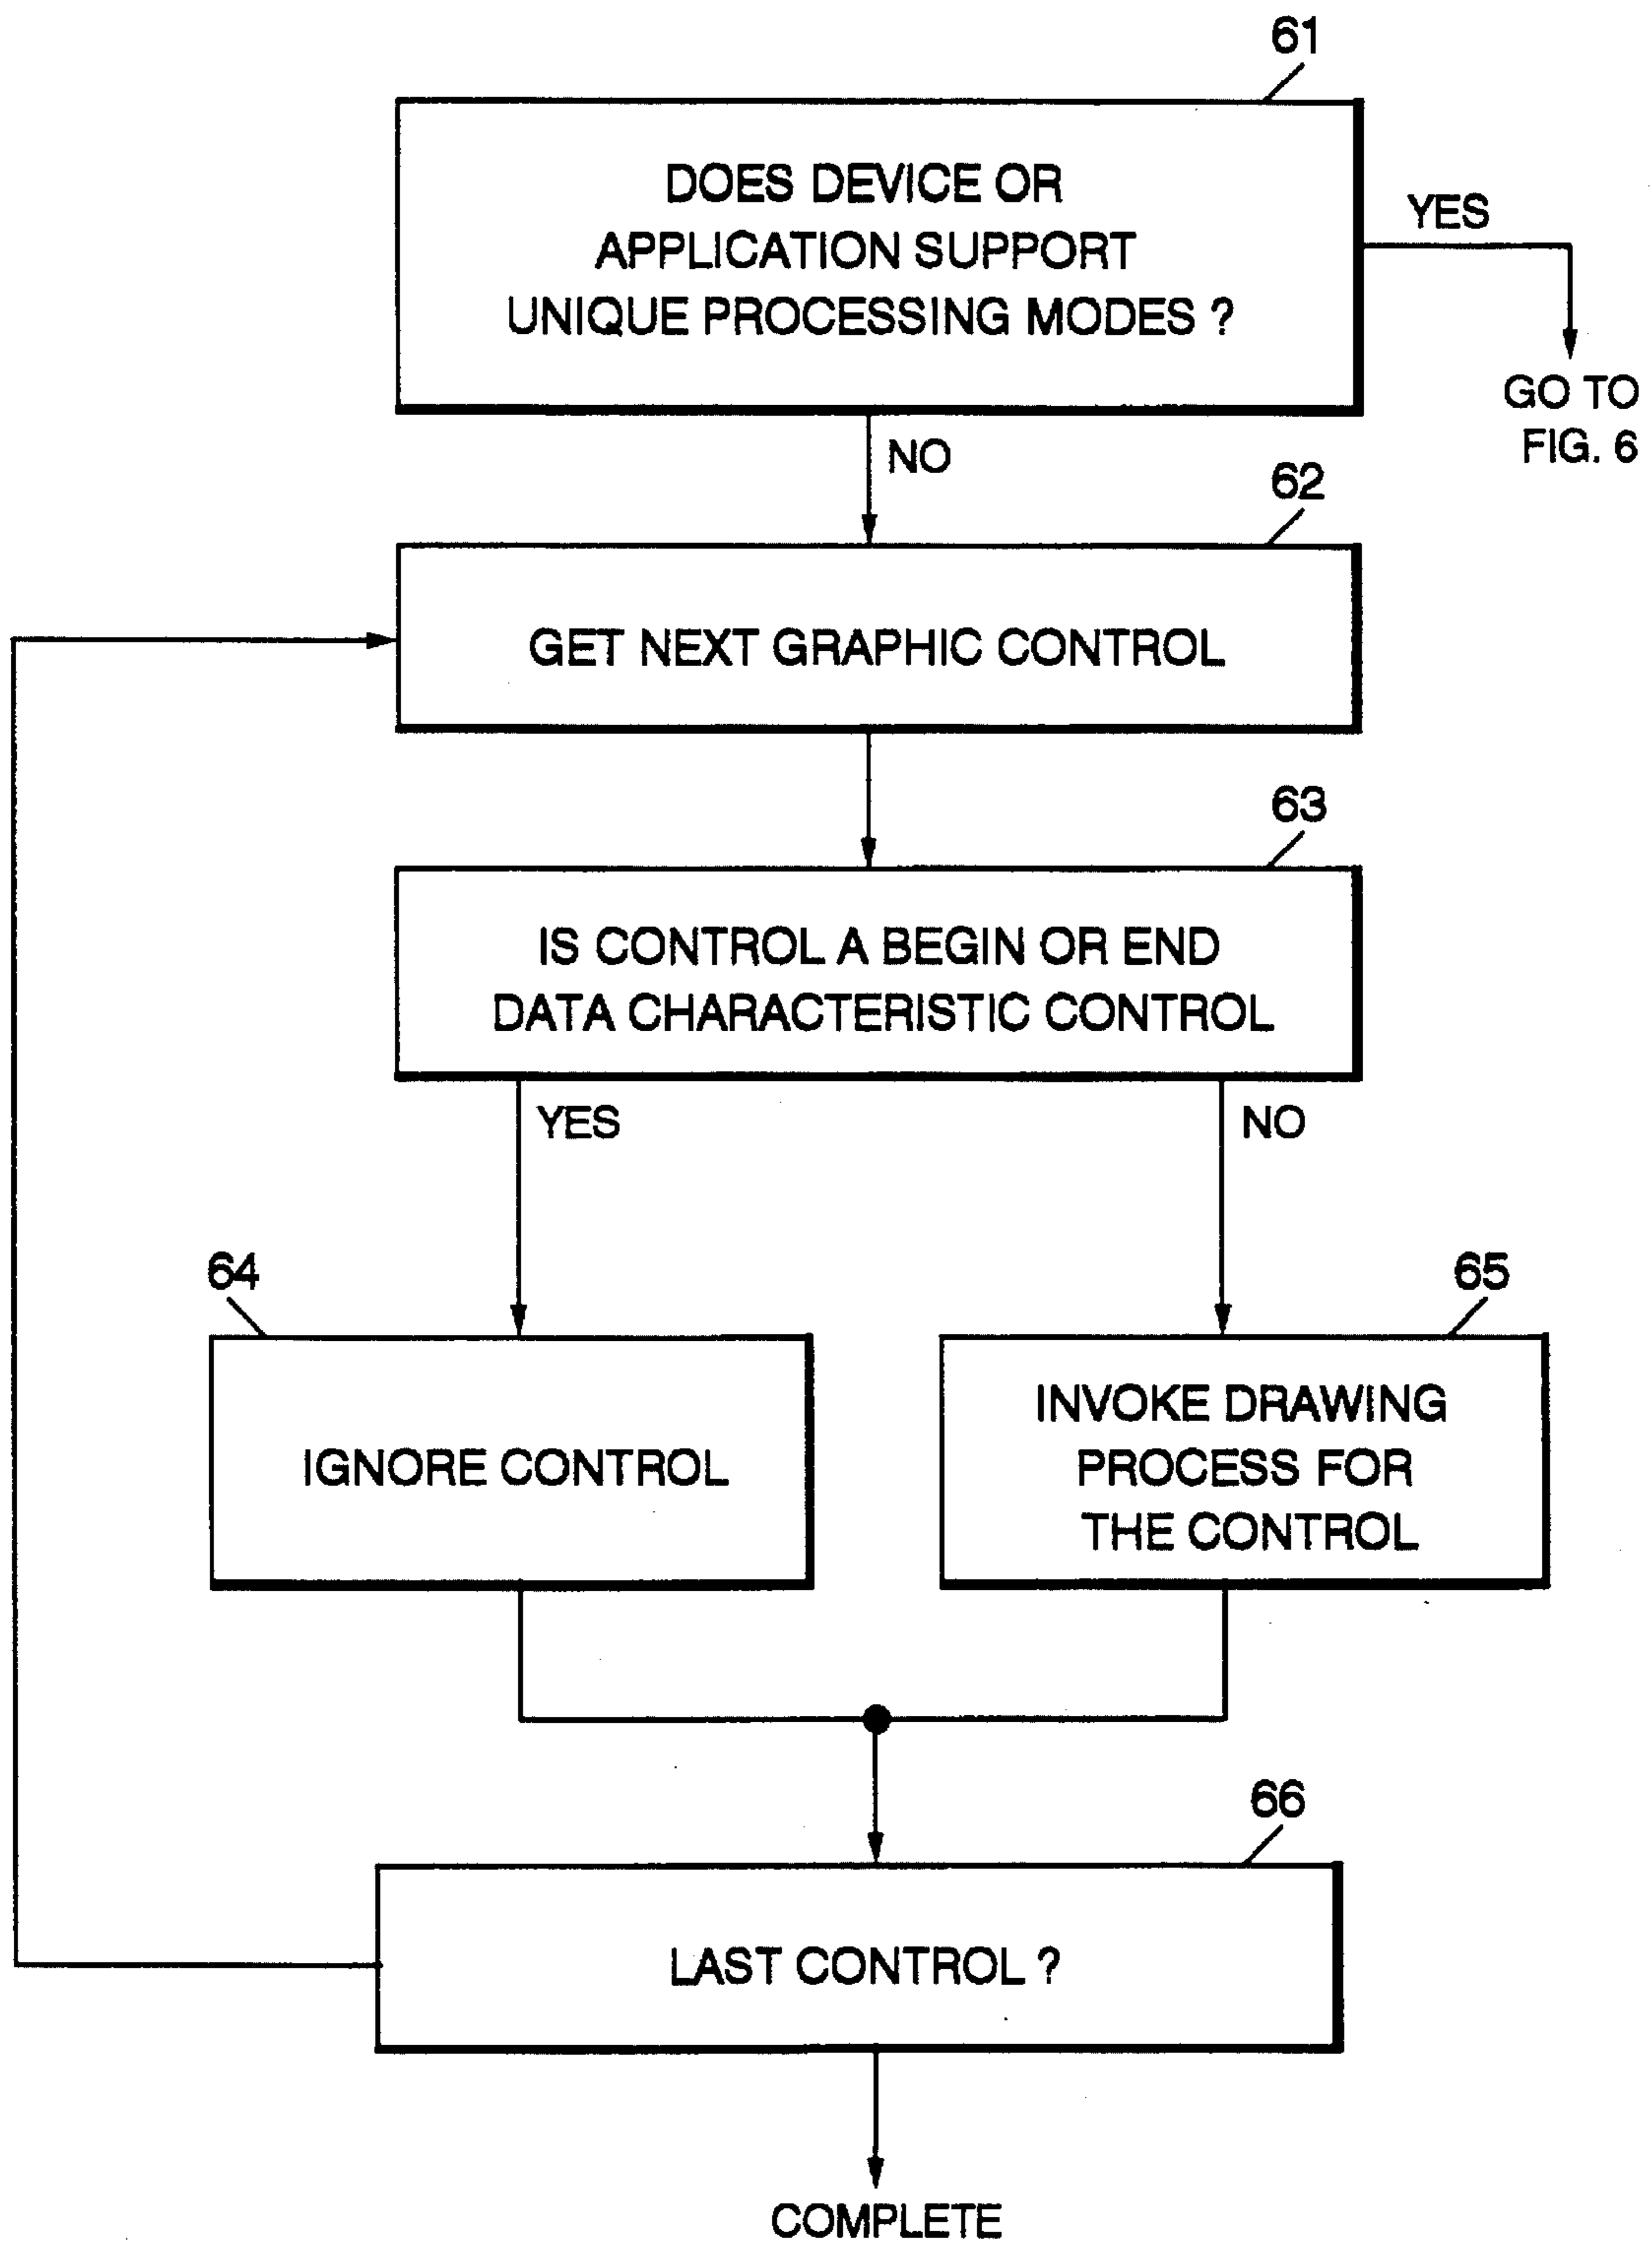 61
DOES DEVICE OR
APPLICATION SUPPORT
UNIQUE PROCESSING MODES ?
YES
GO TO
FIG. 6
NO
62
GET NEXT GRAPHIC CONTROL
63
IS CONTROL A BEGIN OR END
DATA CHARACTERISTIC CONTROL
YES
NO
64
IGNORE CONTROL
65
INVOKE DRAWING
PROCESS FOR
THE CONTROL
66
LAST CONTROL ?
COMPLETE